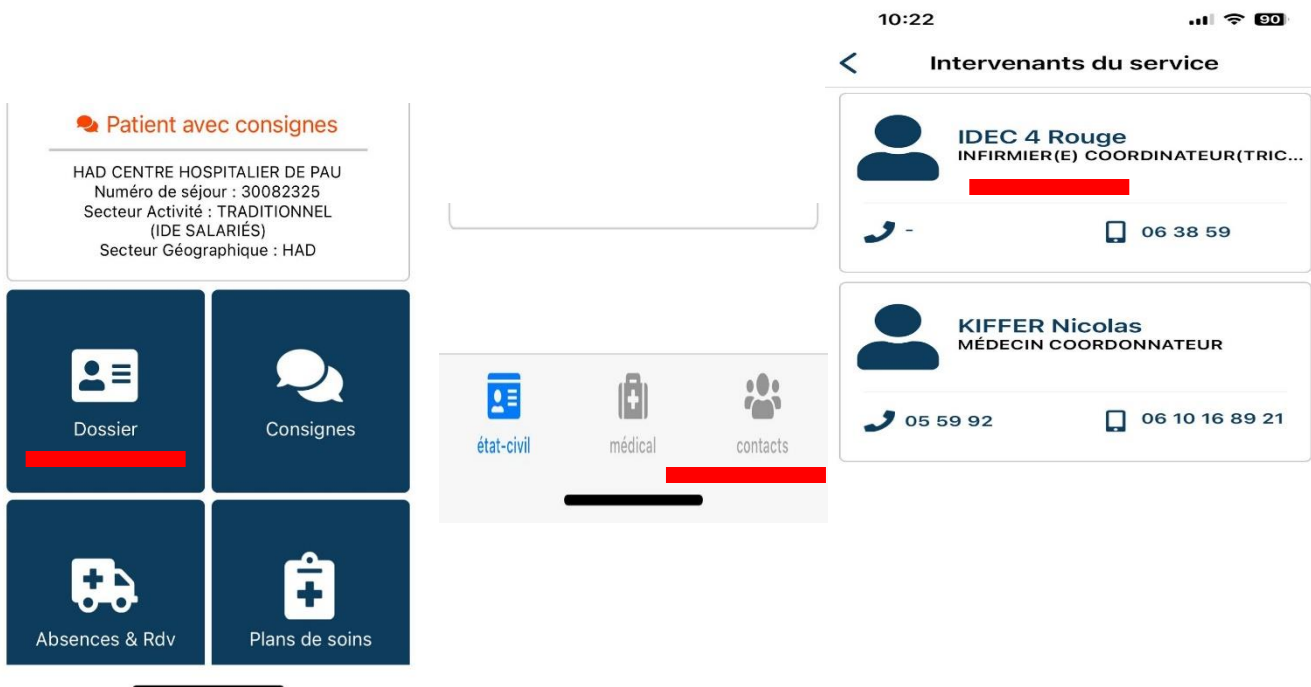 Patient avec consignes
HAD CENTRE HOSPITALIER DE PAU
Numéro de séjour : 30082325
Secteur Activité : TRADITIONNEL
(IDE SALARIÉS)
Secteur Géographique : HAD
Dossier
Consignes
Absences & Rdv
Plans de soins
état-civil
médical
contacts
10:22
90
Intervenants du service
IDEC 4 Rouge
INFIRMIER(E) COORDINATEUR(TRIC...
-
06 38 59
KIFFER Nicolas
MÉDECIN COORDONNATEUR
05 59 92
06 10 16 89 21